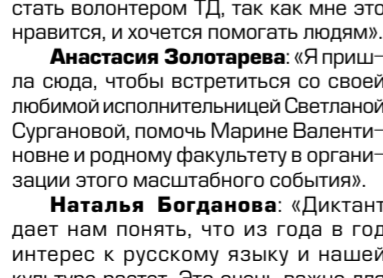 стать волонтером ТД, так как мне это
нравится, и хочется помогать людям».
Анастасия Золотарева: «Я приш-
ла сюда, чтобы встретиться со своей
любимой исполнительницей Светланой
Сургановой, помочь Марине Валенти-
новне и родному факультету в органи-
зации этого масштабного события».
Наталья Богданова: «Диктант
дает нам понять, что из года в год
интерес к русскому языку и нашей
культуре растет. Это очень важно для